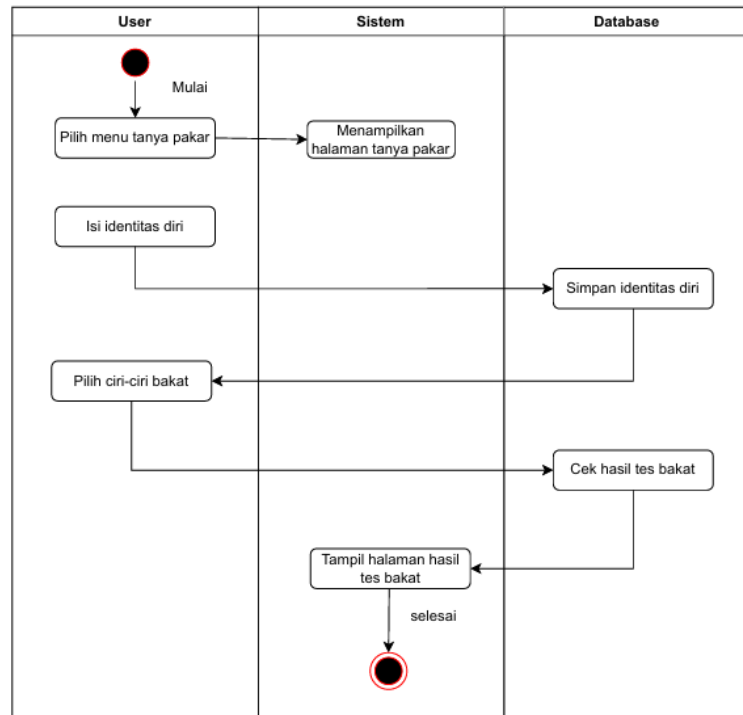 User
Sistem
Database
Mulai
Pilih menu tanya pakar
Menampilkan
halaman tanya pakar
Isi identitas diri
Simpan identitas diri
Pilih ciri-ciri bakat
Cek hasil tes bakat
Tampil halaman hasil
tes bakat
selesai